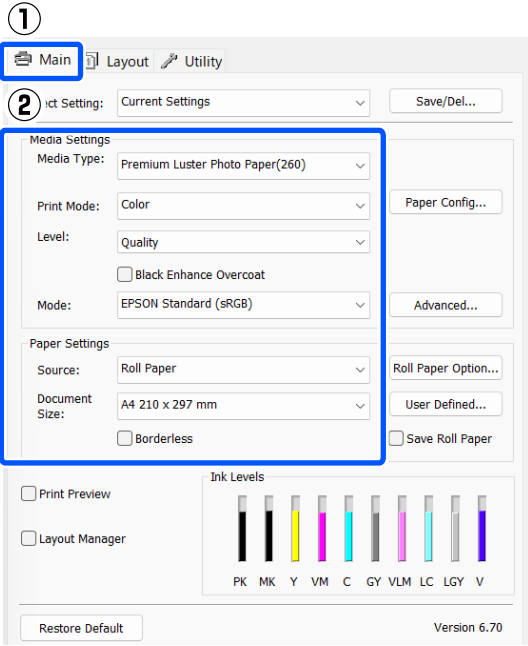 1
Main Layout Utility
2
ect Setting: Current Settings Save/Del...
Media Settings
Media Type: Premium Luster Photo Paper(260)
Print Mode: Color Paper Config...
Level: Quality
Black Enhance Overcoat
Mode: EPSON Standard (sRGB) Advanced...
Paper Settings
Source: Roll Paper Roll Paper Option...
Document
Size: A4 210 x 297 mm User Defined...
Borderless Save Roll Paper
Ink Levels
Print Preview
Layout Manager
PK MK Y VM C GY VLM LC LGY V
Restore Default Version 6.70